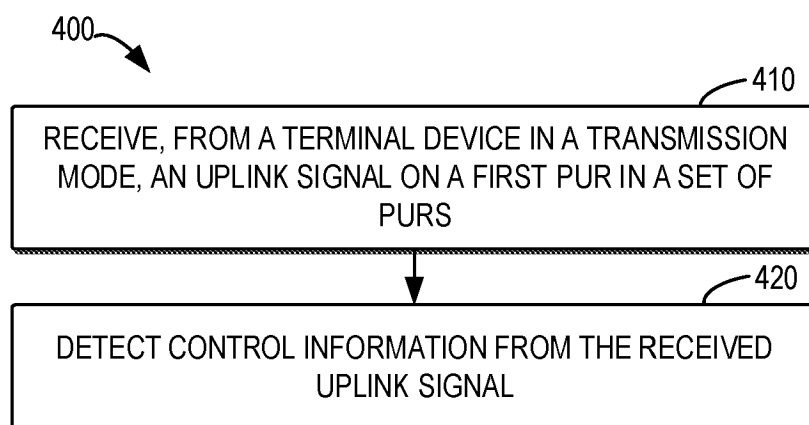 400
410
RECEIVE, FROM A TERMINAL DEVICE IN A TRANSMISSION
MODE, AN UPLINK SIGNAL ON A FIRST PUR IN A SET OF
PURS
420
DETECT CONTROL INFORMATION FROM THE RECEIVED
UPLINK SIGNAL